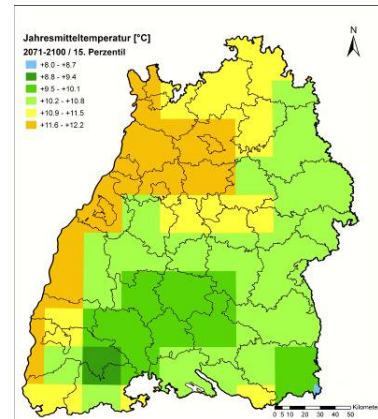 Jahresmitteltemperatur [°C]
2071-2100 / 15. Perzentil
+8.0 - +8.7
+8.8 - +9.4
+9.5 - +10.1
+10.2 - +10.8
+10.9 - +11.5
+11.6 - +12.2
N
0 5 10 20 30 40 50
Kilometer